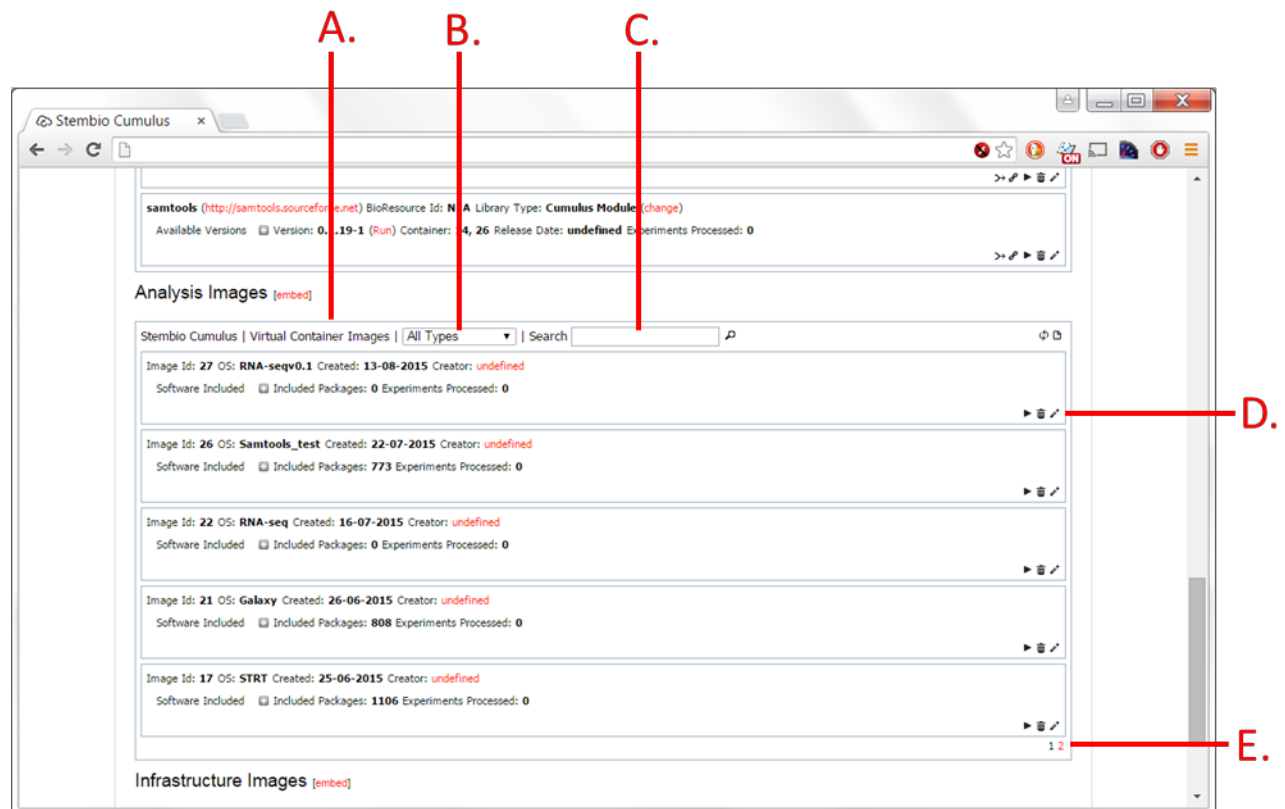 A. B. C.
Stembio Cumulus ×
ON
samtools (http://samtools.sourceforge.net) BioResource Id: N/A Library Type: Cumulus Module (change)
Available Versions Version: 0.1.19-1 (Run) Container: 24, 26 Release Date: undefined Experiments Processed: 0
Analysis Images [embed]
Stembio Cumulus | Virtual Container Images | All Types | Search
Image Id: 27 OS: RNA-seqv0.1 Created: 13-08-2015 Creator: undefined
Software Included Included Packages: 0 Experiments Processed: 0
D.
Image Id: 26 OS: Samtools_test Created: 22-07-2015 Creator: undefined
Software Included Included Packages: 773 Experiments Processed: 0
Image Id: 22 OS: RNA-seq Created: 16-07-2015 Creator: undefined
Software Included Included Packages: 0 Experiments Processed: 0
Image Id: 21 OS: Galaxy Created: 26-06-2015 Creator: undefined
Software Included Included Packages: 808 Experiments Processed: 0
Image Id: 17 OS: STRT Created: 25-06-2015 Creator: undefined
Software Included Included Packages: 1106 Experiments Processed: 0
1 2 E.
Infrastructure Images [embed]